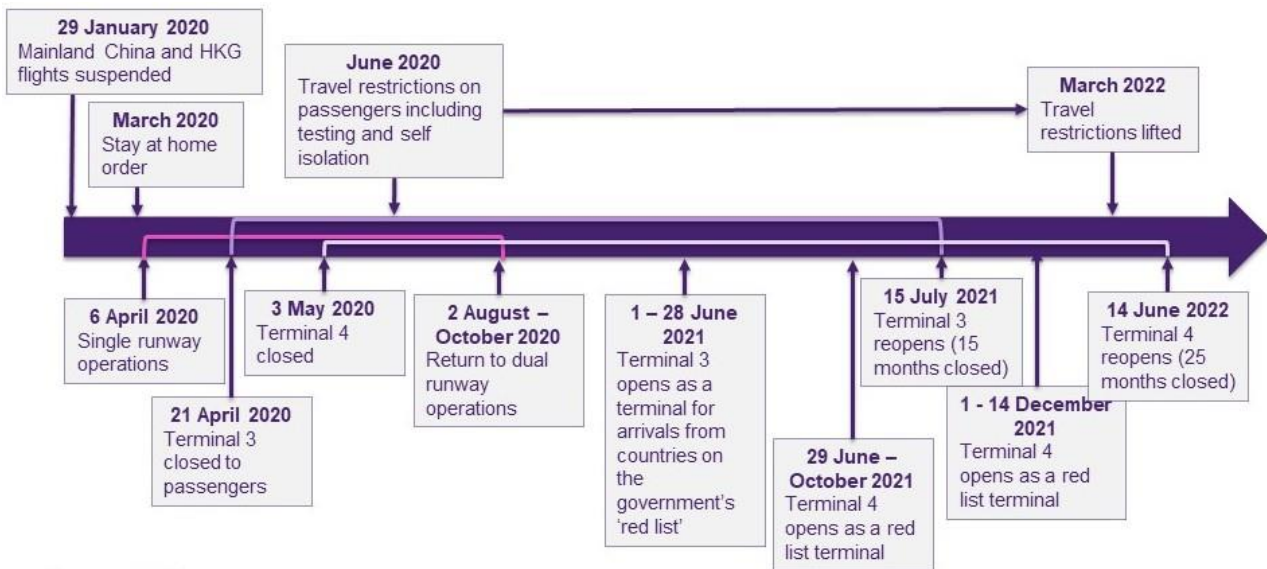 29 January 2020
Mainland China and HKG
flights suspended
March 2020
Stay at home
order
June 2020
Travel restrictions on
passengers including
testing and self
isolation
March 2022
Travel
restrictions lifted
6 April 2020
Single runway
operations
21 April 2020
Terminal 3
closed to
passengers
3 May 2020
Terminal 4
closed
2 August –
October 2020
Return to dual
runway
operations
1 – 28 June
2021
Terminal 3
opens as a
terminal for
arrivals from
countries on
the
government’s
‘red list’
29 June –
October 2021
Terminal 4
opens as a red
list terminal
15 July 2021
Terminal 3
reopens (15
months closed)
1 - 14 December
2021
Terminal 4
opens as a red
list terminal
14 June 2022
Terminal 4
reopens (25
months closed)